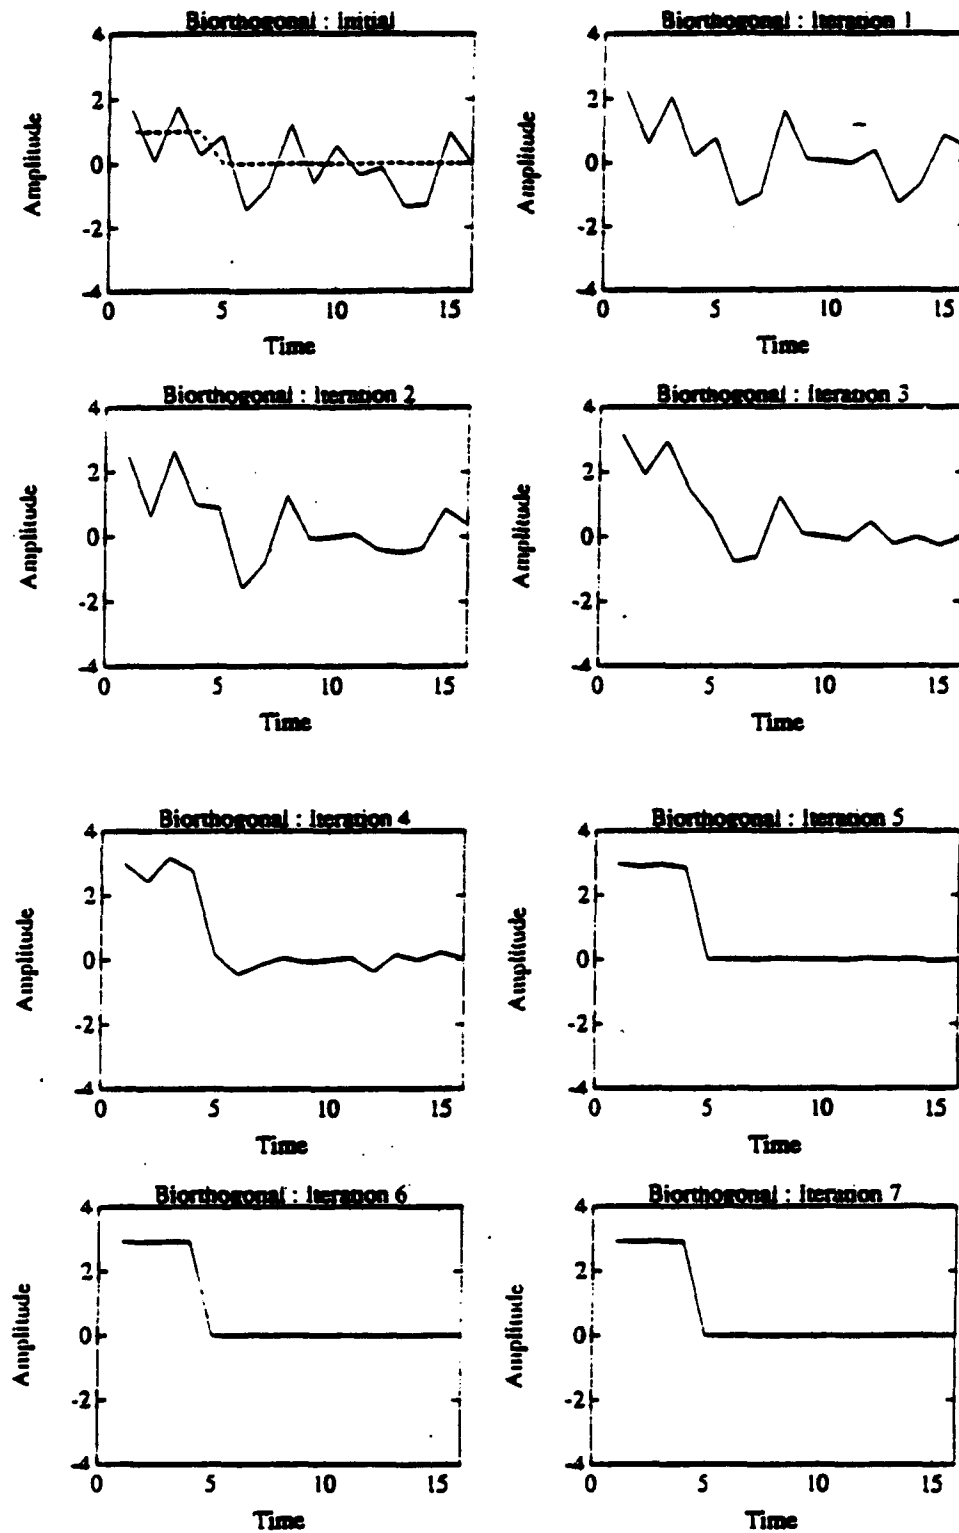 Biorthogonal : Initial
4
2
0
-2
-4
Amplitude
0 5 10 15
Time
Biorthogonal : Iteration 1
4
2
0
-2
-4
Amplitude
0 5 10 15
Time
Biorthogonal : Iteration 2
4
2
0
-2
-4
Amplitude
0 5 10 15
Time
Biorthogonal : Iteration 3
4
2
0
-2
-4
Amplitude
0 5 10 15
Time
Biorthogonal : Iteration 4
4
2
0
-2
-4
Amplitude
0 5 10 15
Time
Biorthogonal : Iteration 5
4
2
0
-2
-4
Amplitude
0 5 10 15
Time
Biorthogonal : Iteration 6
4
2
0
-2
-4
Amplitude
0 5 10 15
Time
Biorthogonal : Iteration 7
4
2
0
-2
-4
Amplitude
0 5 10 15
Time